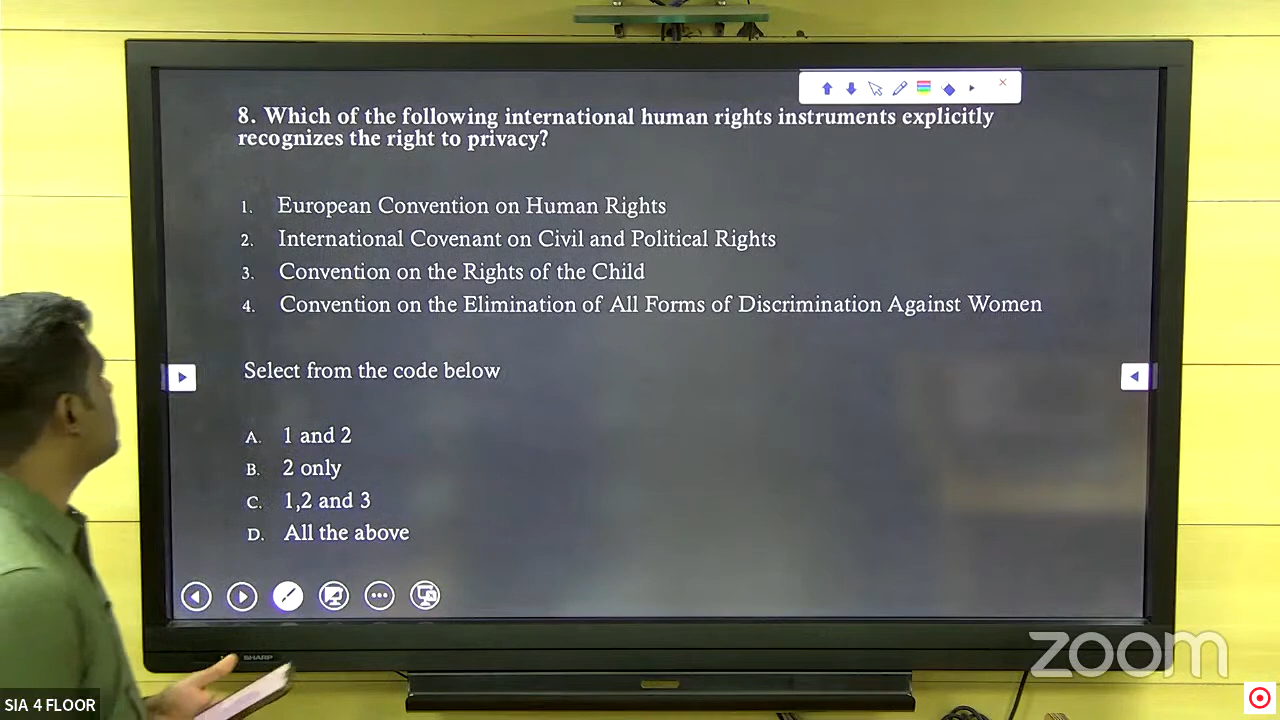 8. Which of the following international human rights instruments explicitly
recognizes the right to privacy?
1. European Convention on Human Rights
2. International Covenant on Civil and Political Rights
3. Convention on the Rights of the Child
4. Convention on the Elimination of All Forms of Discrimination Against Women
Select from the code below
A. 1 and 2
B. 2 only
C. 1,2 and 3
D. All the above
SHARP
zoom
SIA 4 FLOOR